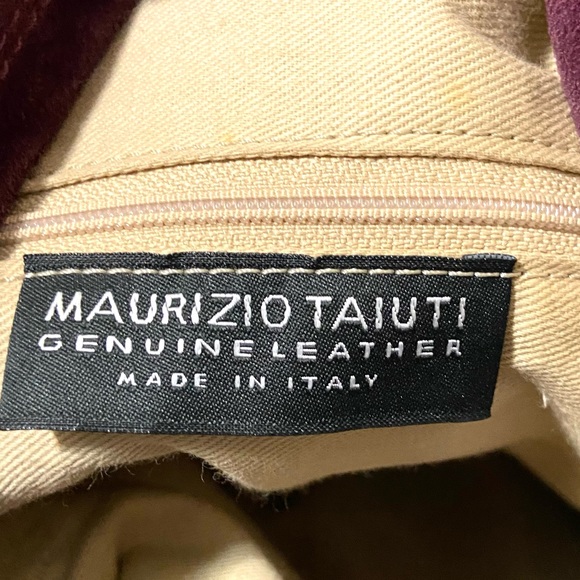 MAURIZIO TAIUTI
GENUINE LEATHER
MADE IN ITALY